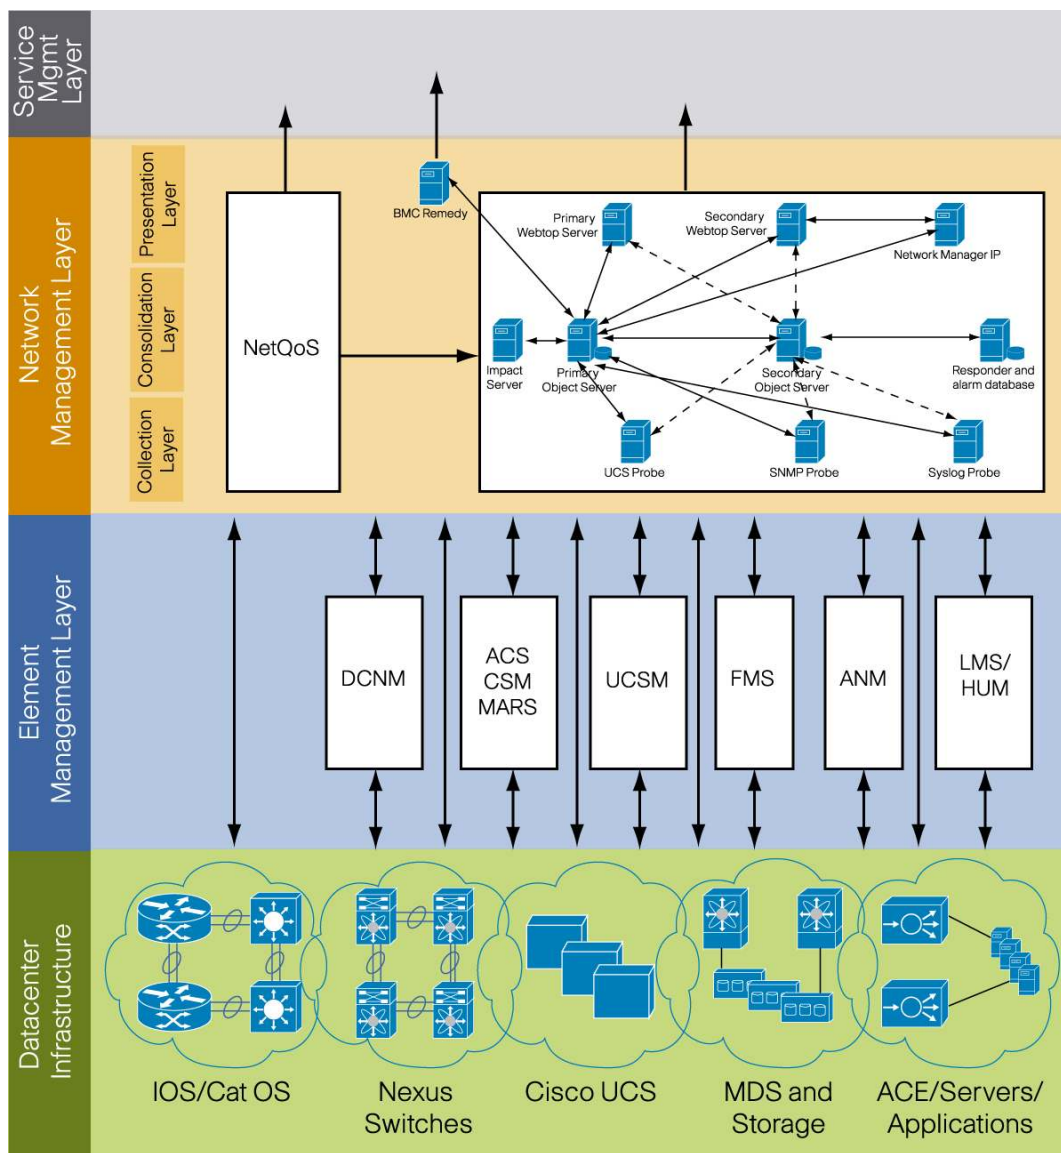 Service
Mgmt
Layer
Network
Management Layer
Presentation
Layer
Consolidation
Layer
Collection
Layer
NetQoS
BMC Remedy
Primary
Webtop Server
Secondary
Webtop Server
Network Manager IP
Impact
Server
Primary
Object Server
Secondary
Object Server
Responder and
alarm database
UCS Probe
SNMP Probe
Syslog Probe
Element
Management Layer
DCNM
ACS
CSM
MARS
UCSM
FMS
ANM
LMS/
HUM
Datacenter
Infrastructure
IOS/Cat OS
Nexus
Switches
Cisco UCS
MDS and
Storage
ACE/Servers/
Applications